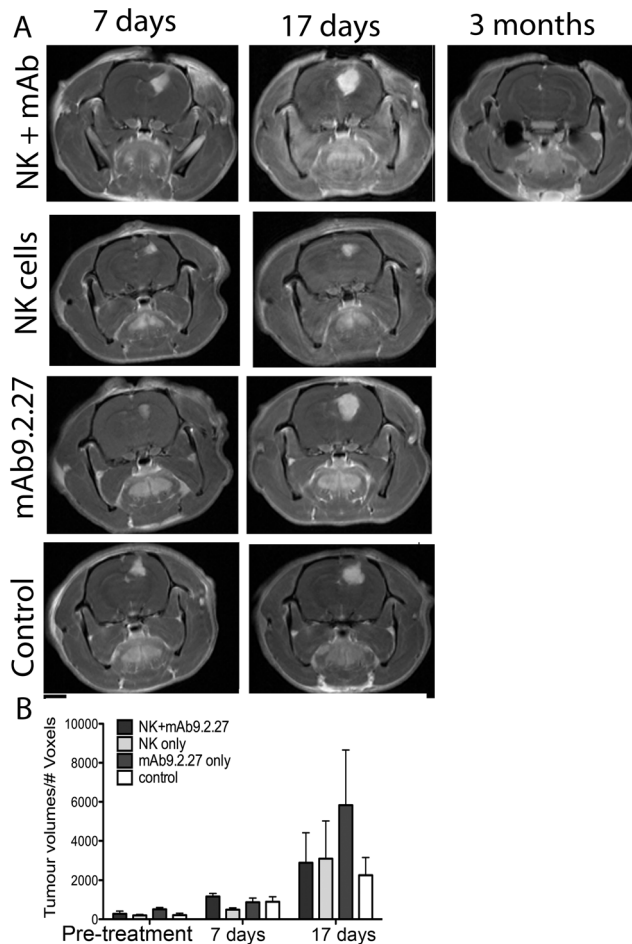 A
7 days 17 days 3 months
NK + mAb
NK cells
mAb9.2.27
Control
B
10000
8000
6000
4000
2000
0
Tumour volumes/# Voxels
NK+mAb9.2.27
NK only
mAb9.2.27 only
control
Pre-treatment 7 days 17 days